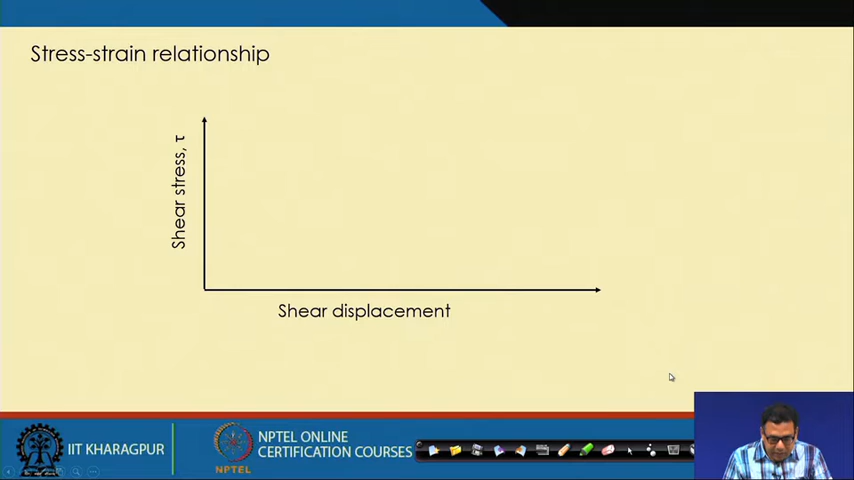 Stress-strain relationship
Shear stress, τ
Shear displacement
IIT KHARAGPUR
NPTEL
NPTEL ONLINE
CERTIFICATION COURSES